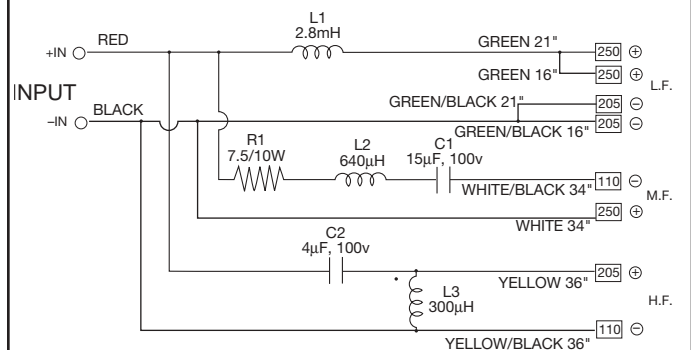 L1
2.8mH
RED
+IN
GREEN 21"
250 ⊕
GREEN 16"
250 ⊕
L.F.
INPUT
GREEN/BLACK 21"
205 ⊖
BLACK
-IN
GREEN/BLACK 16"
205 ⊖
R1
7.5/10W
L2
640µH
C1
15µF, 100v
WHITE/BLACK 34"
110 ⊖
M.F.
250 ⊕
WHITE 34"
C2
4µF, 100v
YELLOW 36"
205 ⊕
L3
300µH
H.F.
110 ⊖
YELLOW/BLACK 36"